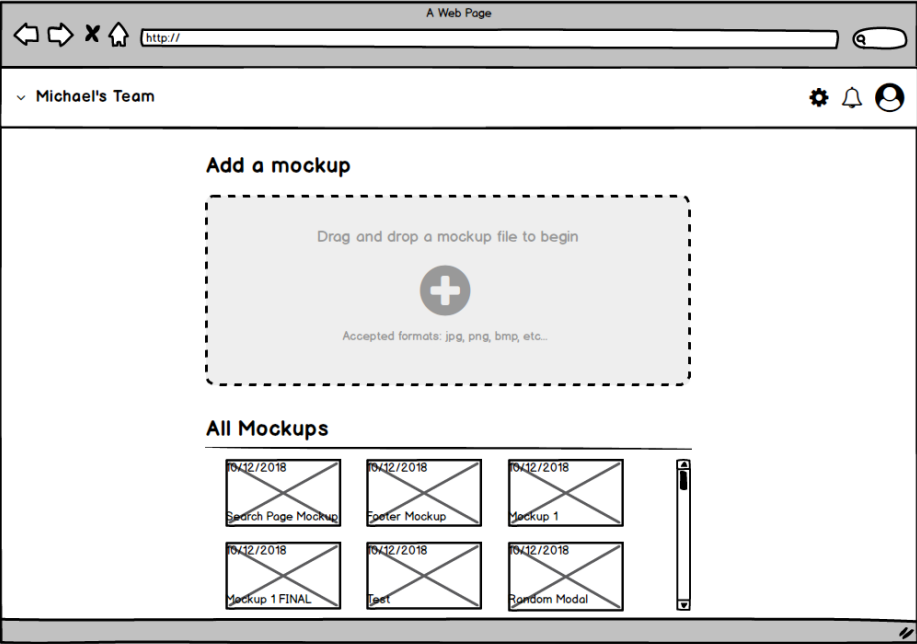 A Web Page
http://
Michael's Team
Add a mockup
Drag and drop a mockup file to begin
Accepted formats: jpg, png, bmp, etc...
All Mockups
10/12/2018 10/12/2018 10/12/2018
Search Page Mockup Footer Mockup Mockup 1
10/12/2018 10/12/2018 10/12/2018
Mockup 1 FINAL Test Random Modal